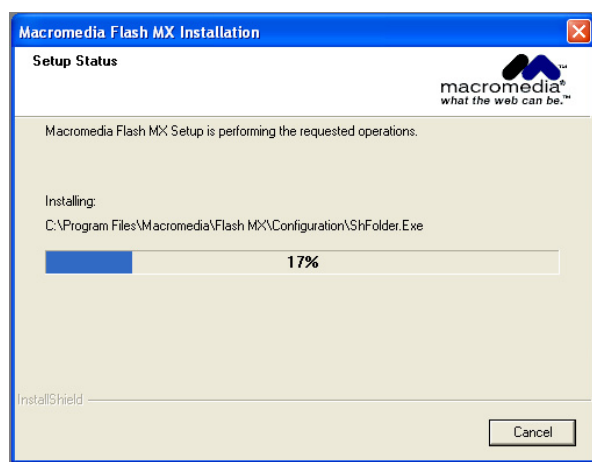 Macromedia Flash MX Installation
Setup Status
macromedia®
what the web can be.™
Macromedia Flash MX Setup is performing the requested operations.
Installing:
C:\Program Files\Macromedia\Flash MX\Configuration\ShFolder.Exe
17%
InstallShield
Cancel